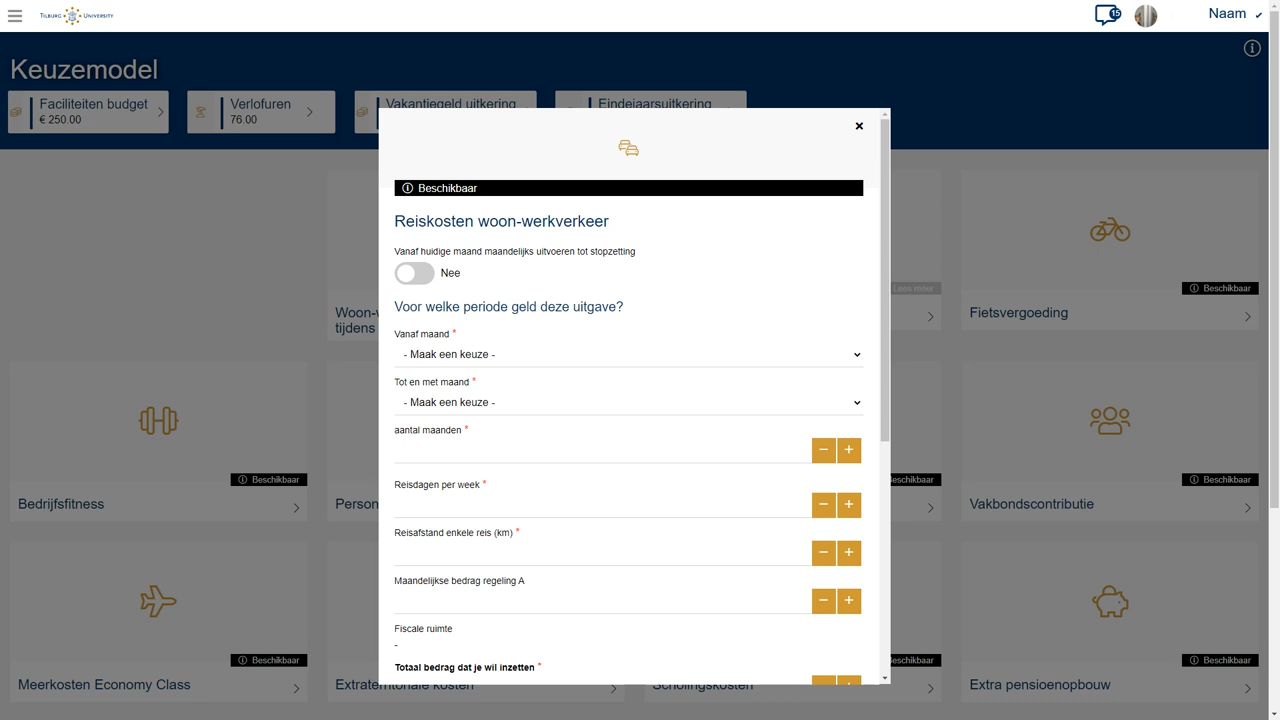 TILBURG UNIVERSITY
15
Naam
Keuzemodel
Faciliteiten budget
€ 250.00
Verlofuren
76.00
Vakantiegeld uitkering
Eindejaarsuitkering
Beschikbaar
Reiskosten woon-werkverkeer
Vanaf huidige maand maandelijks uitvoeren tot stopzetting
Nee
Voor welke periode geld deze uitgave?
Vanaf maand *
- Maak een keuze -
Tot en met maand *
- Maak een keuze -
aantal maanden *
Reisdagen per week *
Reisafstand enkele reis (km) *
Maandelijkse bedrag regeling A
Fiscale ruimte
-
Totaal bedrag dat je wil inzetten *
Woon-w
tijdens
Lees meer
Beschikbaar
Fietsvergoeding
Beschikbaar
Bedrijfsfitness
Person
eschikbaar
Beschikbaar
Vakbondscontributie
Beschikbaar
Meerkosten Economy Class
Extraterritoriale kosten
eschikbaar
Scholingskosten
Beschikbaar
Extra pensioenopbouw